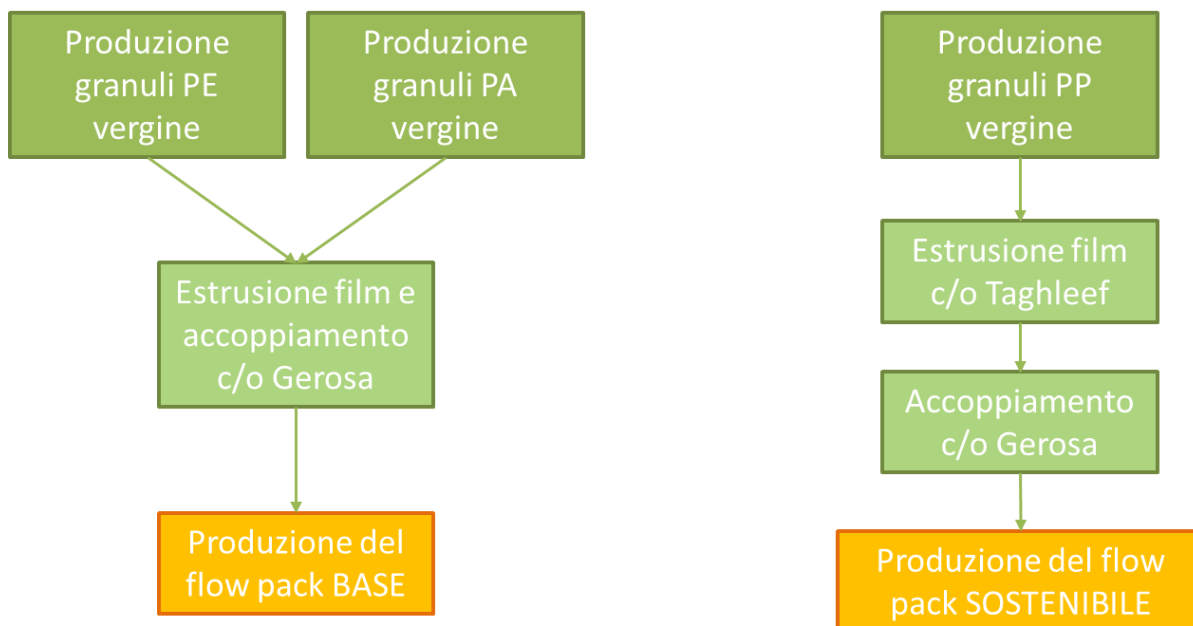 Produzione
granuli PE
vergine
Produzione
granuli PA
vergine
Estrusione film e
accoppiamento
c/o Gerosa
Produzione del
flow pack BASE
Produzione
granuli PP
vergine
Estrusione film
c/o Taghleef
Accoppiamento
c/o Gerosa
Produzione del flow
pack SOSTENIBILE